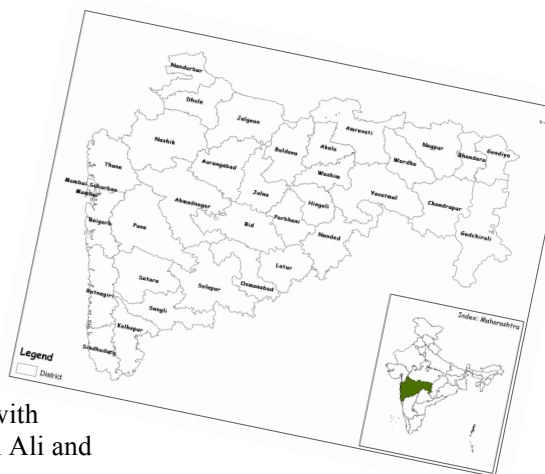 Nandurbar
Dhule
Jalgaon
Amravati
Nagpur
Gondiya
Bhandara
Nashik
Buldana
Akola
Wardha
Thane
Aurangabad
Washim
Yavatmal
Chandrapur
Mumbai Suburban
Mumbai
Jalna
Hingoli
Gadchiroli
Ahmadnagar
Parbhani
Raigarh
Pune
Bid
Nanded
Latur
Satara
Osmanabad
Solapur
Ratnagiri
Sangli
Kolhapur
Sindhudurg
Legend
District
Index: Maharashtra
with
Ali and